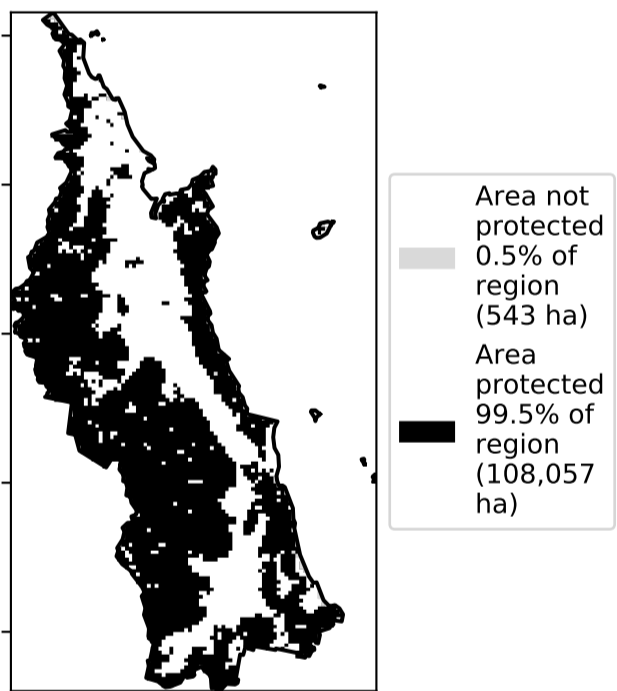 Area not
protected
0.5% of
region
(543 ha)
Area
protected
99.5% of
region
(108,057
ha)